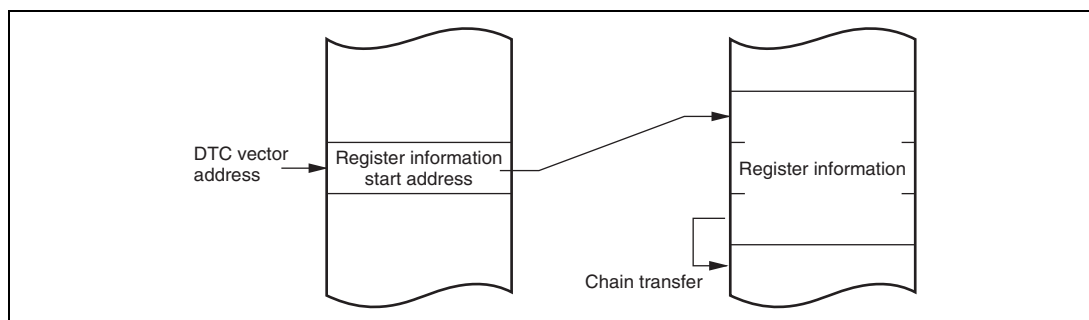 DTC vector
address
Register information
start address
Register information
Chain transfer